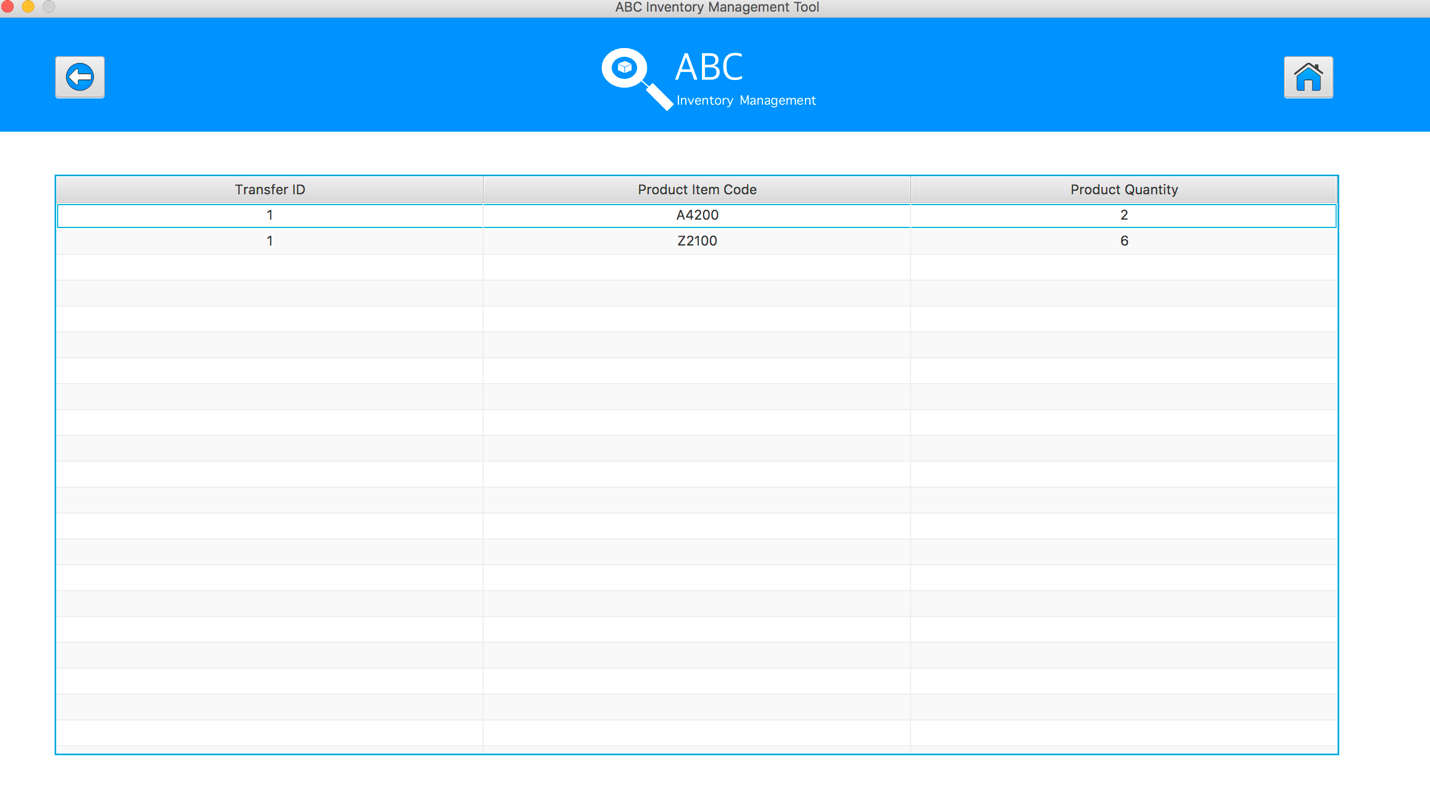 ABC Inventory Management Tool
ABC
Inventory Management
Transfer ID Product Item Code Product Quantity
1 A4200 2
1 Z2100 6